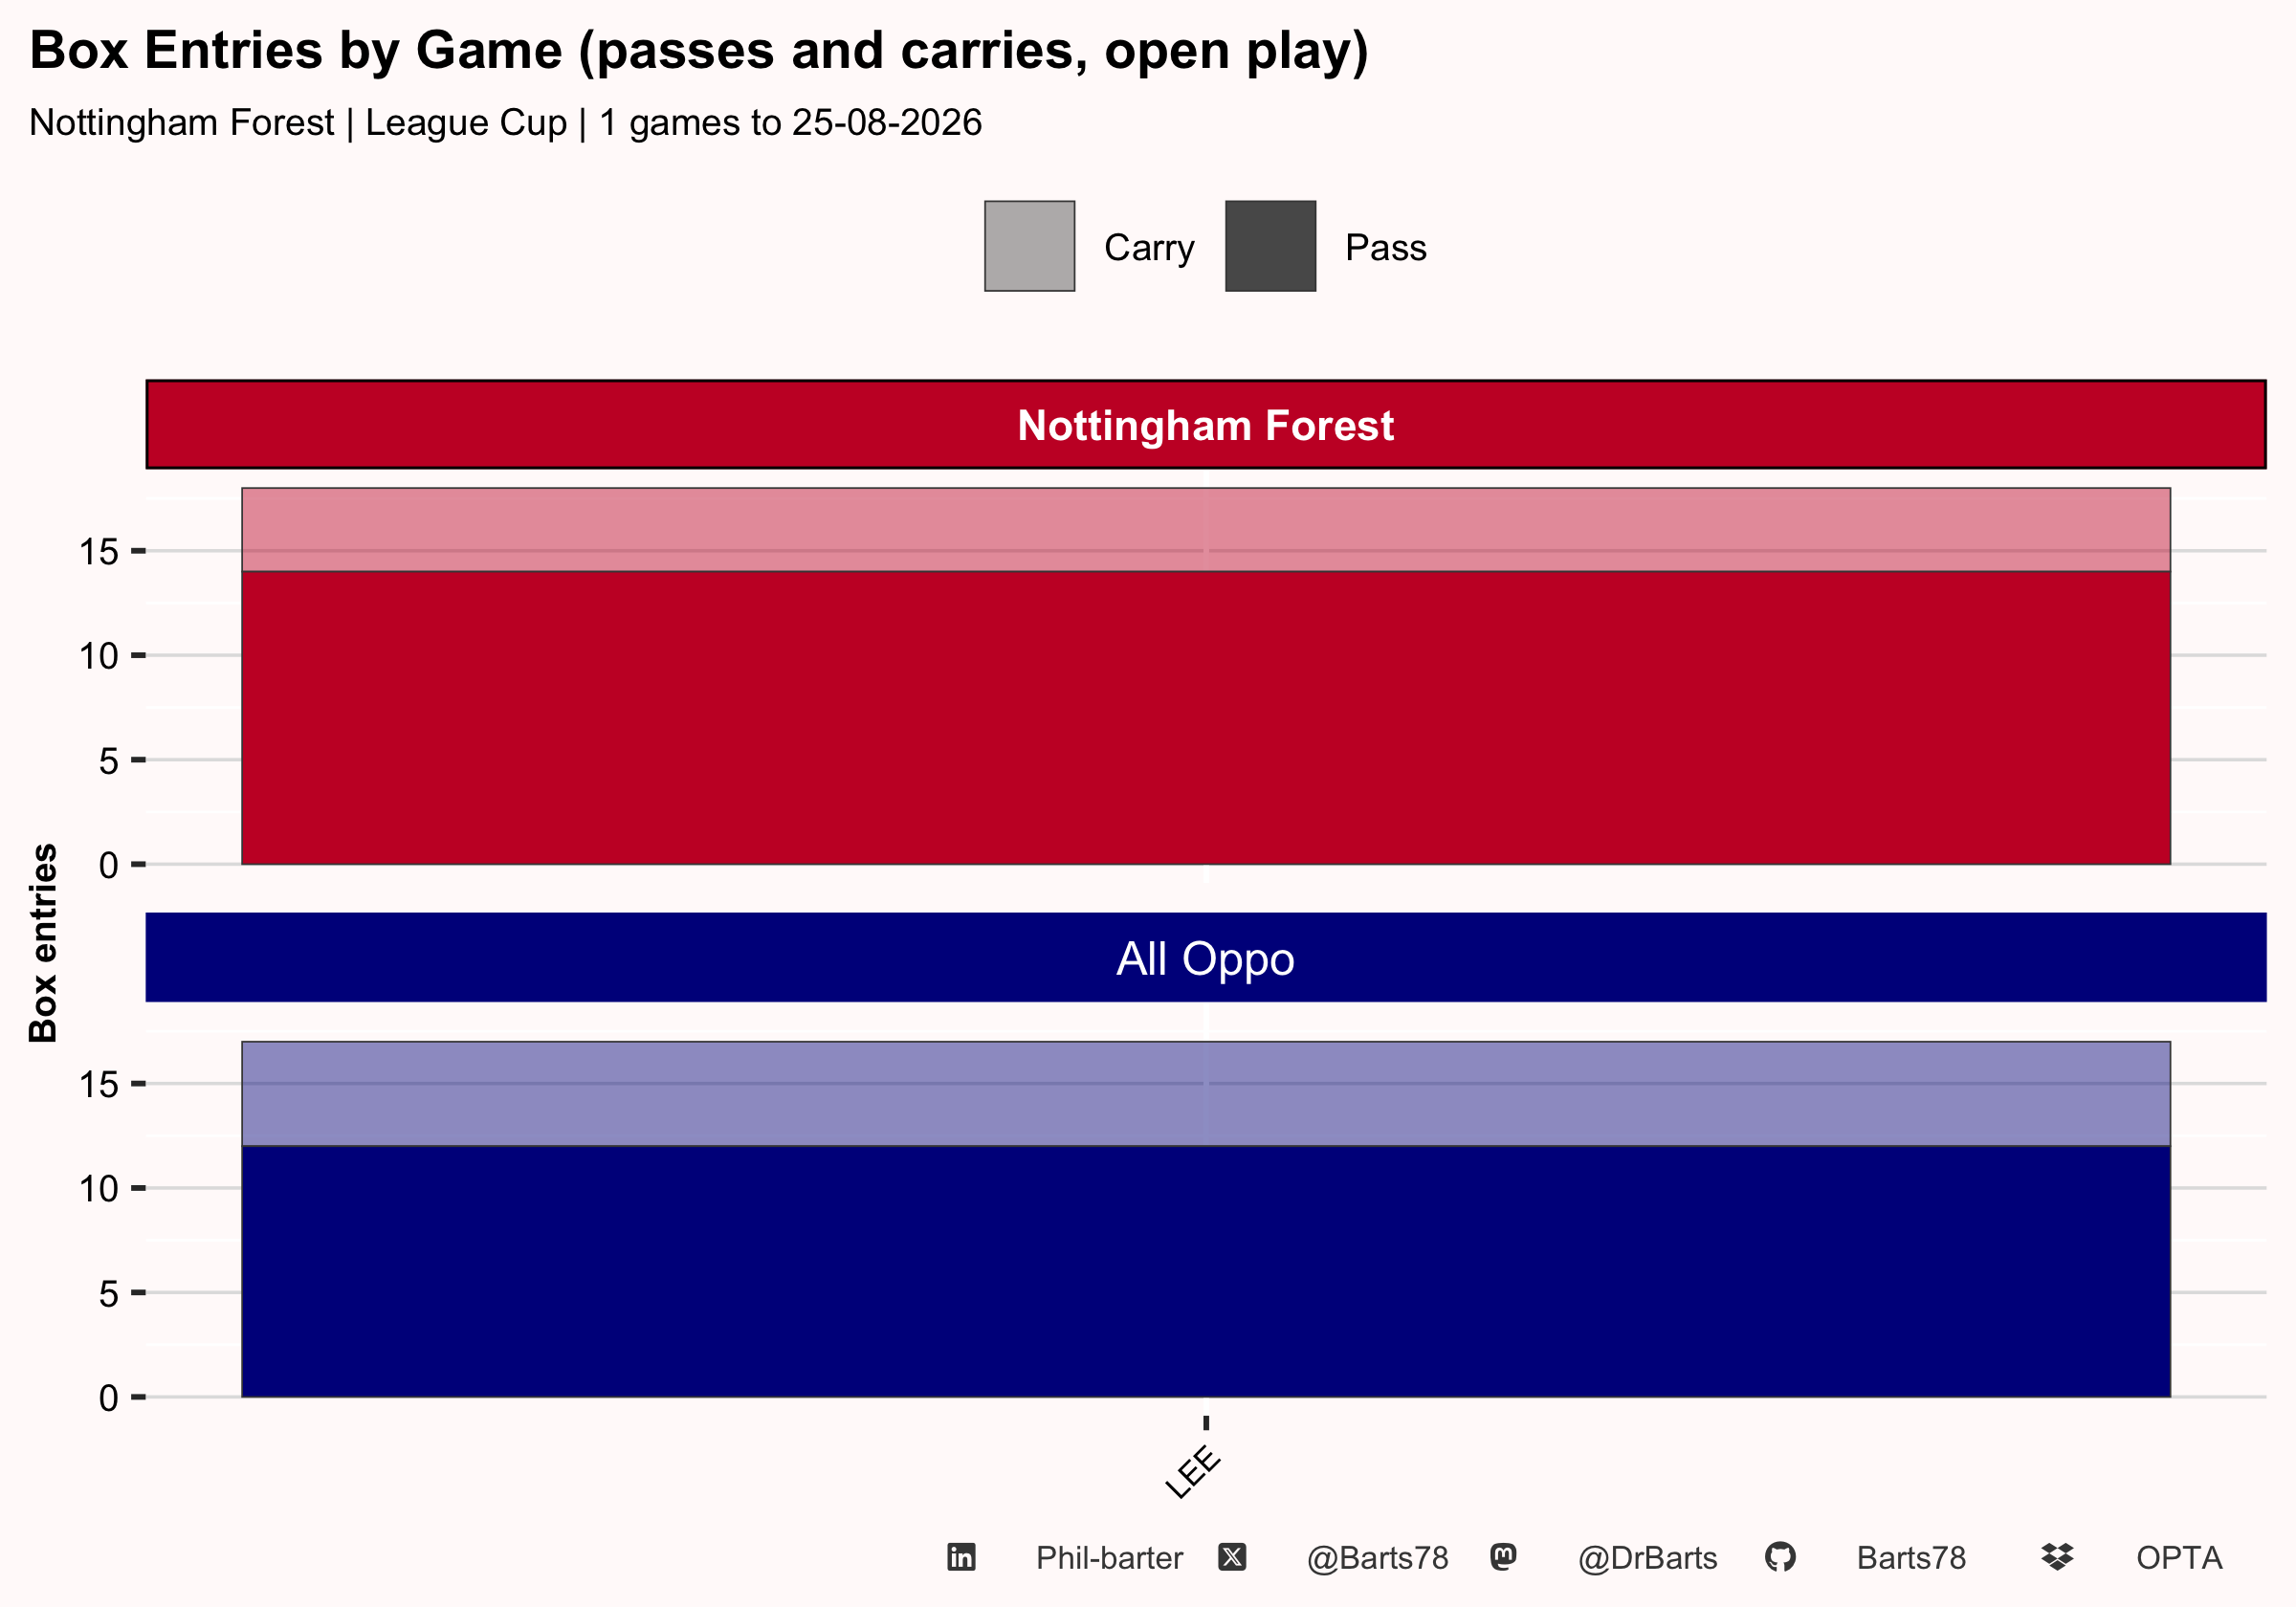 Box Entries by Game (passes and carries, open play)
Nottingham Forest | League Cup | 1 games to 25-08-2026
Carry
Pass
Nottingham Forest
15
10
5
0
Box entries
All Oppo
15
10
5
0
LEE
Phil-barter @Barts78 @DrBarts Barts78 OPTA